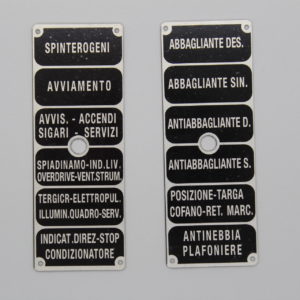 SPINTEROGENI
AVVIAMENTO
AVVIS. - ACCENDI
SIGARI - SERVIZI
SPIADINAMO-IND.LIV.
OVERDRIVE-VENT.STRUM.
TERGICR-ELETTROPUL.
ILLUMIN.QUADRO-SERV.
INDICAT.DIREZ-STOP
CONDIZIONATORE
ABBAGLIANTE DES.
ABBAGLIANTE SIN.
ANTIABBAGLIANTE D.
ANTIABBAGLIANTE S.
POSIZIONE-TARGA
COFANO-RET. MARC.
ANTINEBBIA
PLAFONIERE